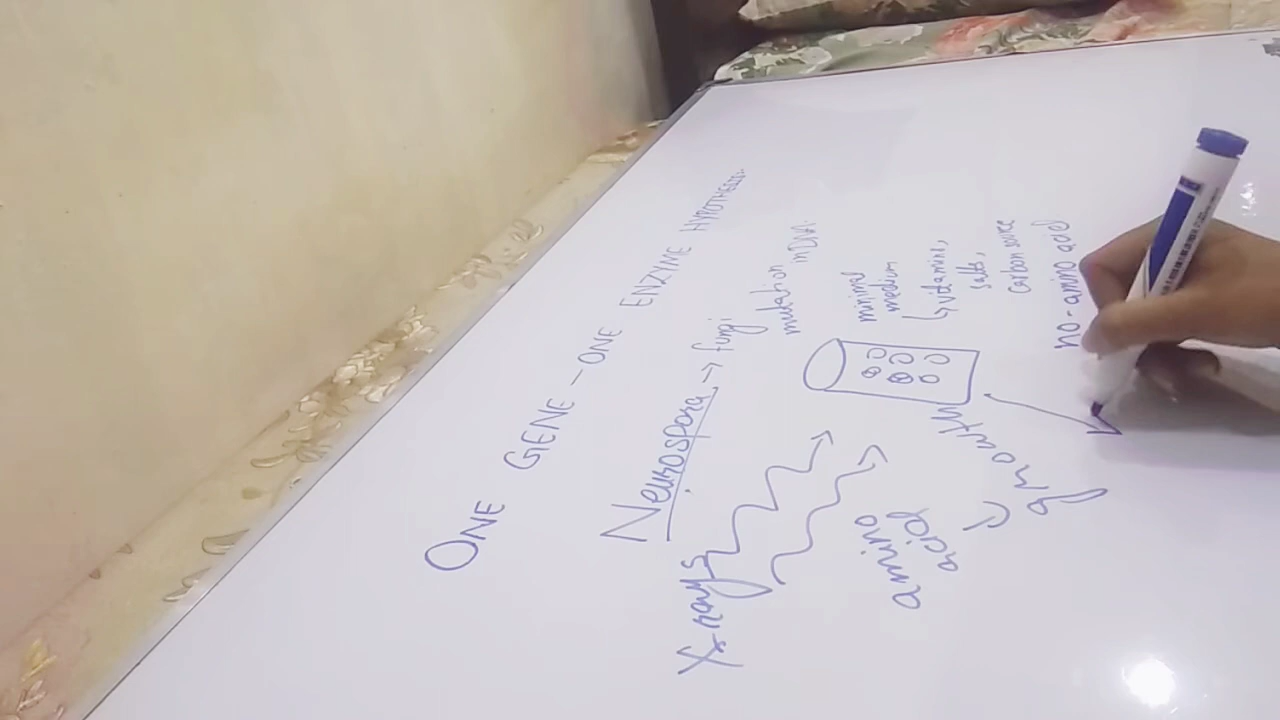 ONE GENE - ONE ENZYME HYPOTHESIS
Neurospora → fungi
X-rays
mutation
in DNA
minimal
medium
↳ vitamins,
salts,
carbon source
no-amino acid
amino
acid
growth